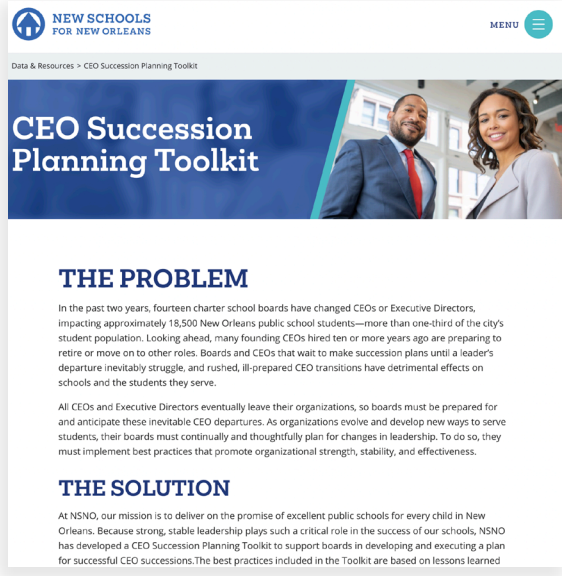 NEW SCHOOLS
FOR NEW ORLEANS
MENU
Data & Resources > CEO Succession Planning Toolkit
CEO Succession
Planning Toolkit
THE PROBLEM
In the past two years, fourteen charter school boards have changed CEOs or Executive Directors,
impacting approximately 18,500 New Orleans public school students—more than one-third of the city's
student population. Looking ahead, many founding CEOs hired ten or more years ago are preparing to
retire or move on to other roles. Boards and CEOs that wait to make succession plans until a leader's
departure inevitably struggle, and rushed, ill-prepared CEO transitions have detrimental effects on
schools and the students they serve.
All CEOs and Executive Directors eventually leave their organizations, so boards must be prepared for
and anticipate these inevitable CEO departures. As organizations evolve and develop new ways to serve
students, their boards must continually and thoughtfully plan for changes in leadership. To do so, they
must implement best practices that promote organizational strength, stability, and effectiveness.
THE SOLUTION
At NSNO, our mission is to deliver on the promise of excellent public schools for every child in New
Orleans. Because strong, stable leadership plays such a critical role in the success of our schools, NSNO
has developed a CEO Succession Planning Toolkit to support boards in developing and executing a plan
for successful CEO successions.The best practices included in the Toolkit are based on lessons learned